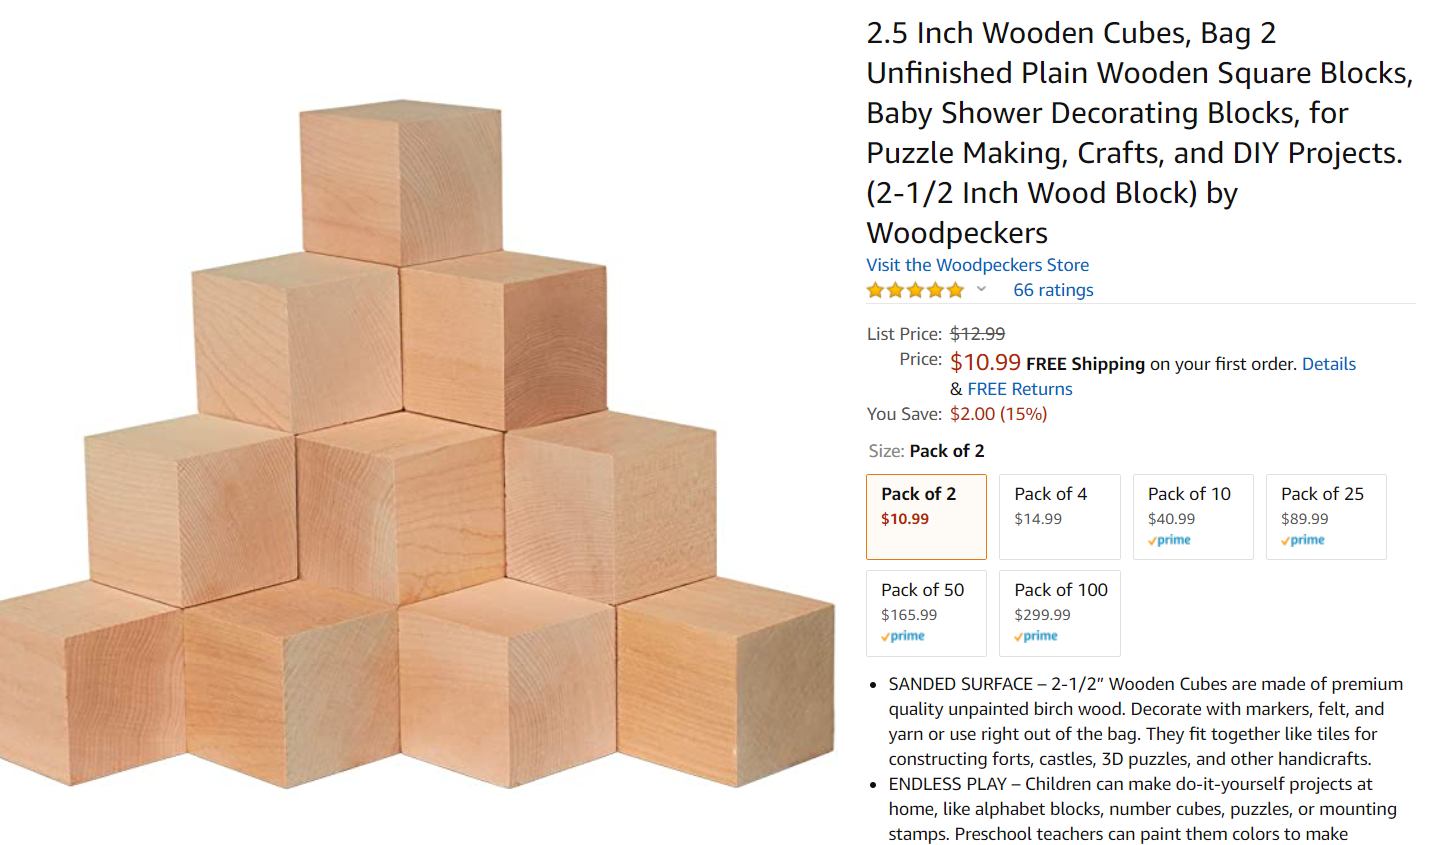 2.5 Inch Wooden Cubes, Bag 2
Unfinished Plain Wooden Square Blocks,
Baby Shower Decorating Blocks, for
Puzzle Making, Crafts, and DIY Projects.
(2-1/2 Inch Wood Block) by
Woodpeckers
Visit the Woodpeckers Store
66 ratings
List Price: $12.99
Price: $10.99 FREE Shipping on your first order. Details
& FREE Returns
You Save: $2.00 (15%)
Size: Pack of 2
Pack of 2 Pack of 4 Pack of 10 Pack of 25
$10.99 $14.99 $40.99 $89.99
prime prime
Pack of 50 Pack of 100
$165.99 $299.99
prime prime
• SANDED SURFACE – 2-1/2” Wooden Cubes are made of premium
quality unpainted birch wood. Decorate with markers, felt, and
yarn or use right out of the bag. They fit together like tiles for
constructing forts, castles, 3D puzzles, and other handicrafts.
• ENDLESS PLAY – Children can make do-it-yourself projects at
home, like alphabet blocks, number cubes, puzzles, or mounting
stamps. Preschool teachers can paint them colors to make